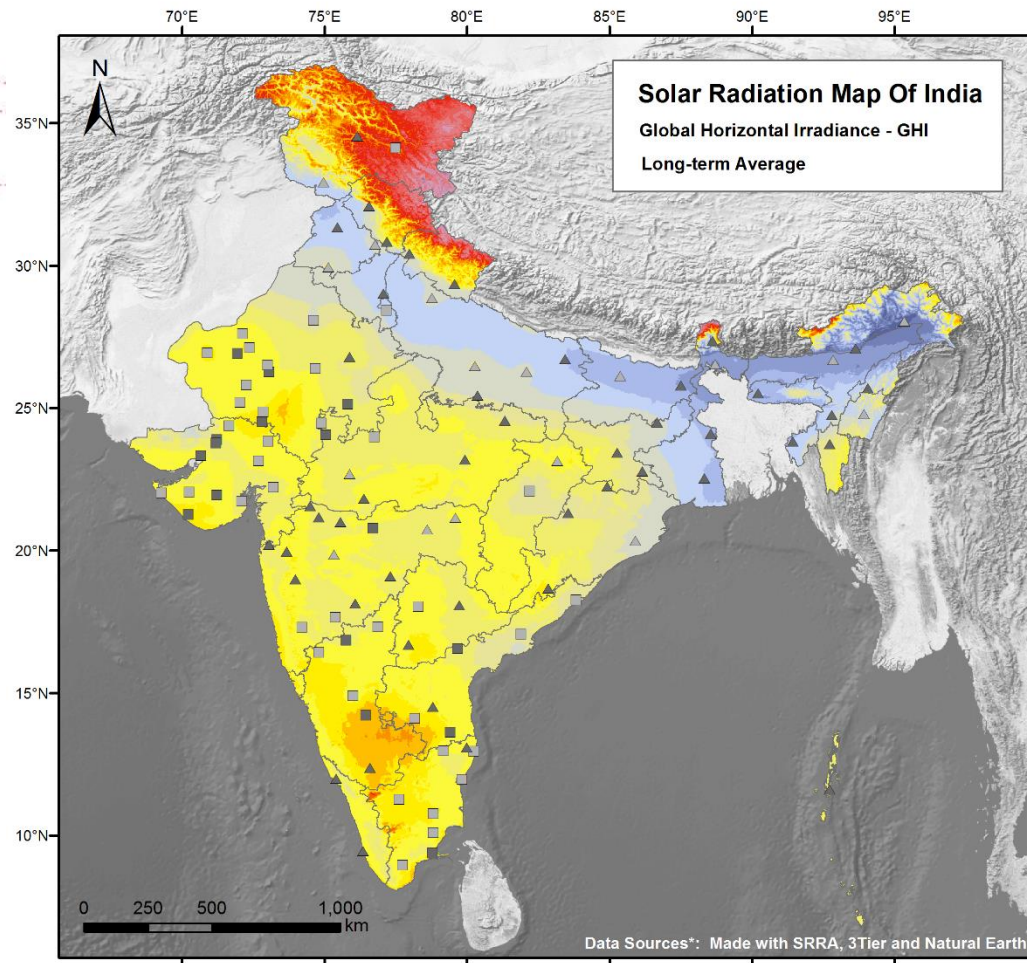 70°E 75°E 80°E 85°E 90°E 95°E
N
Solar Radiation Map Of India
Global Horizontal Irradiance - GHI
Long-term Average
35°N
30°N
25°N
20°N
15°N
10°N
0 250 500 1,000
km
Data Sources*: Made with SRRA, 3Tier and Natural Earth